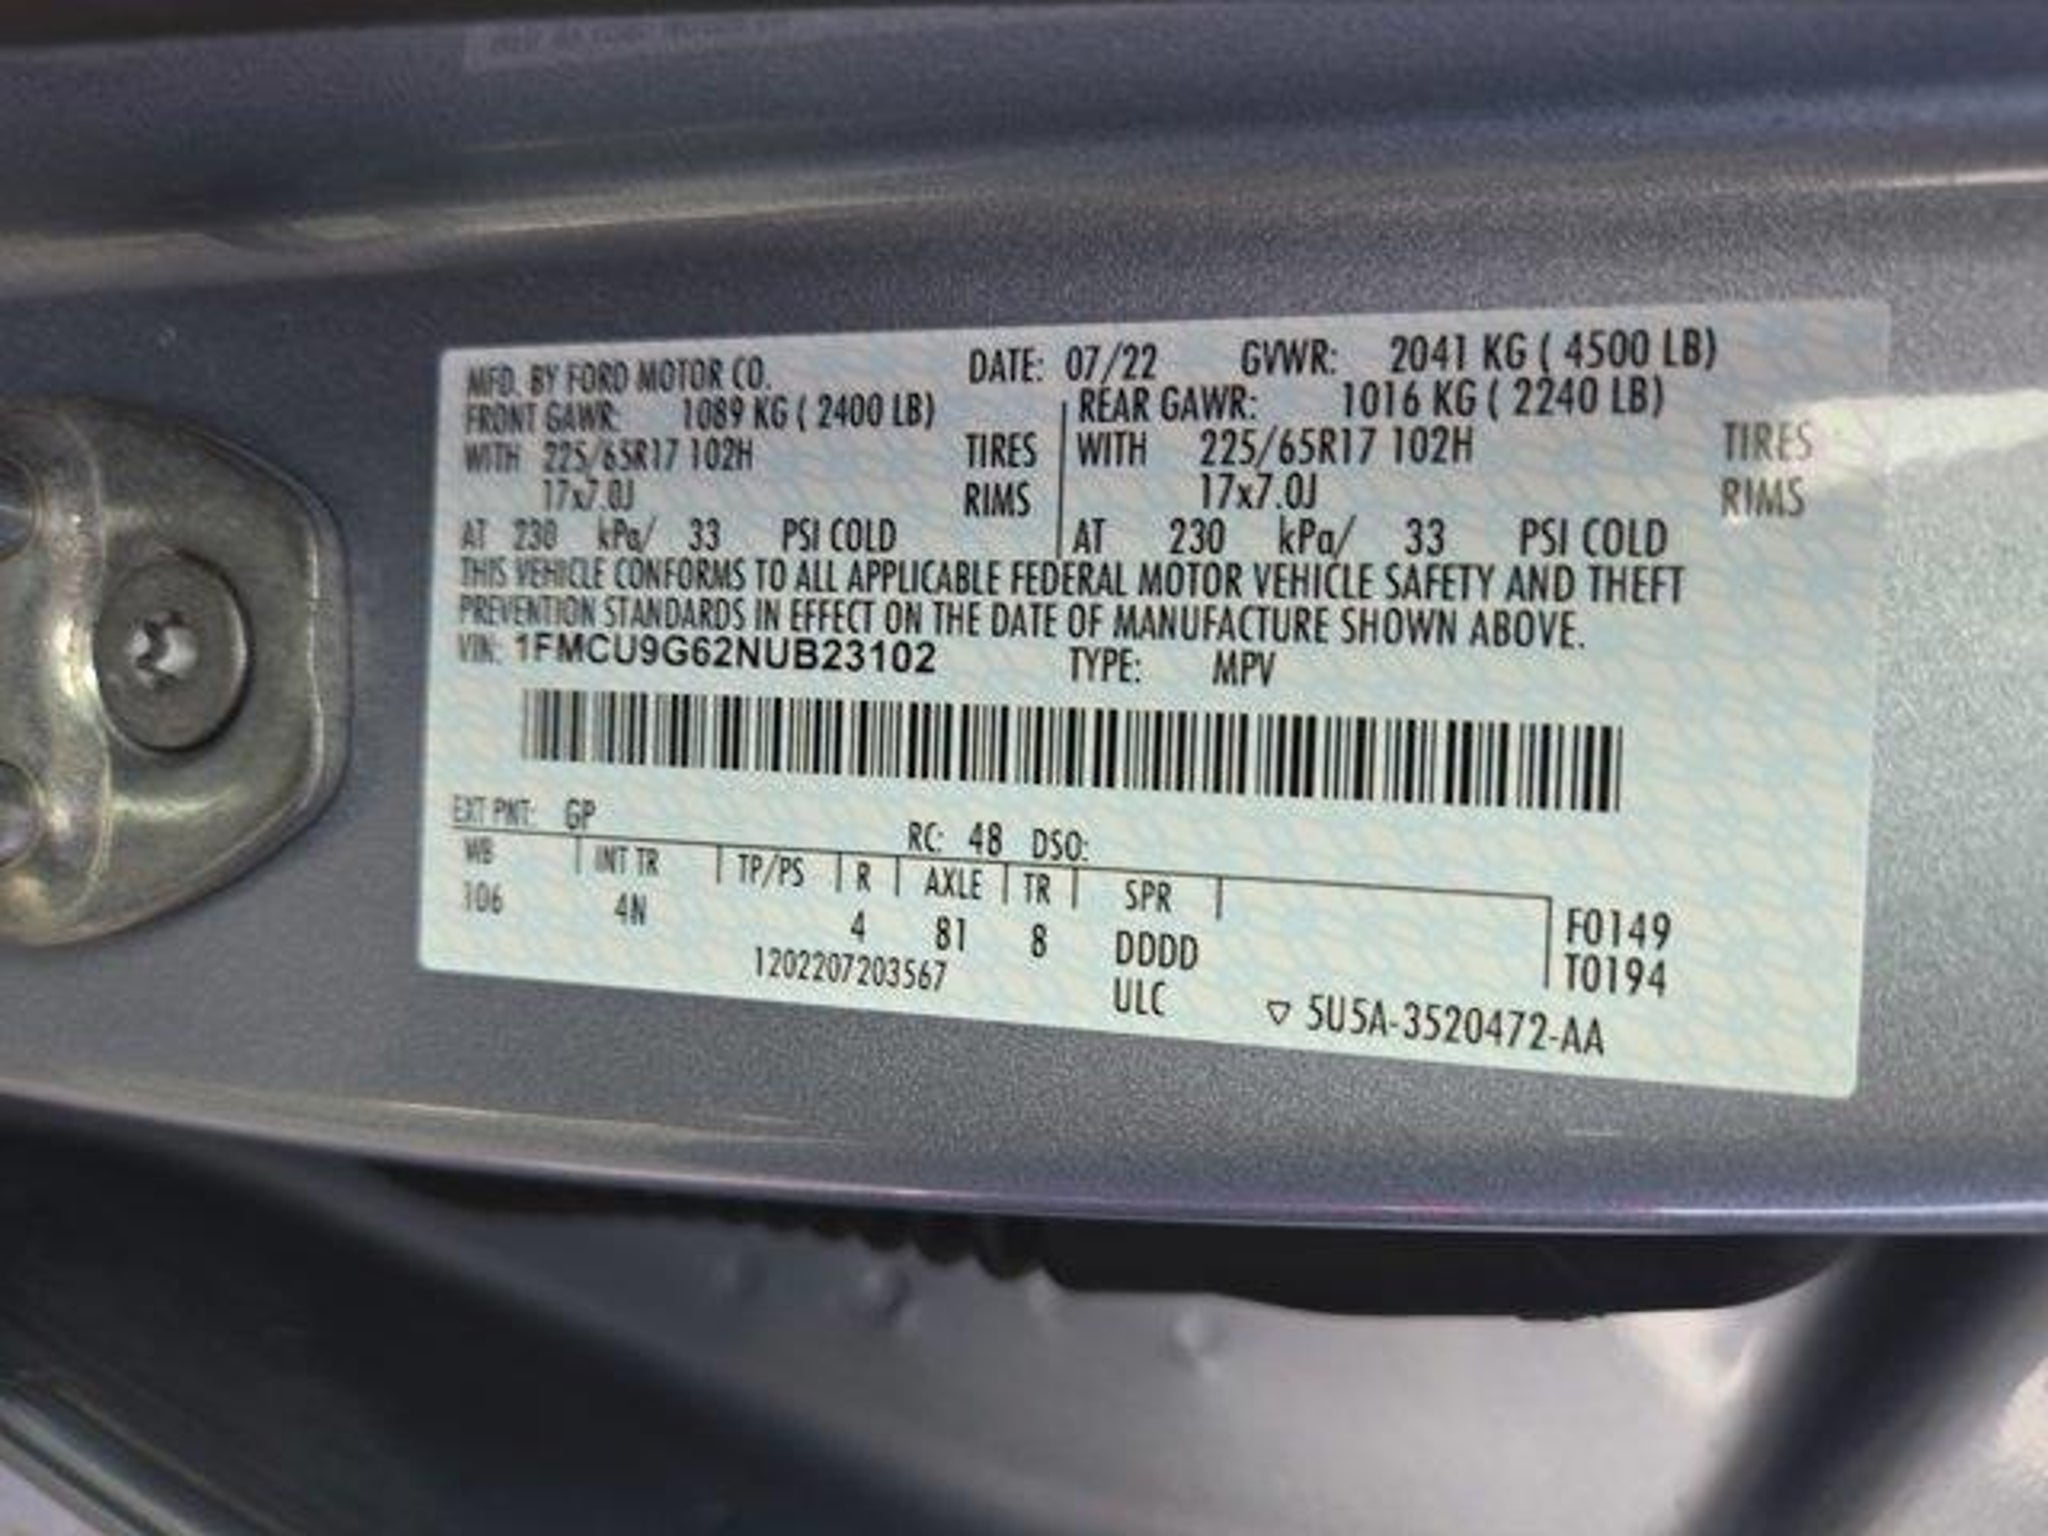 MFD. BY FORD MOTOR CO. DATE: 07/22 GVWR: 2041 KG ( 4500 LB)
FRONT GAWR: 1089 KG ( 2400 LB) REAR GAWR: 1016 KG ( 2240 LB)
WITH 225/65R17 102H TIRES WITH 225/65R17 102H TIRES
17x7.0J RIMS 17x7.0J RIMS
AT 230 kPa/ 33 PSI COLD AT 230 kPa/ 33 PSI COLD
THIS VEHICLE CONFORMS TO ALL APPLICABLE FEDERAL MOTOR VEHICLE SAFETY AND THEFT
PREVENTION STANDARDS IN EFFECT ON THE DATE OF MANUFACTURE SHOWN ABOVE.
VIN: 1FMCU9G62NUB23102 TYPE: MPV
EXT PNT: GP RC: 48 DSO:
WB INT TR TP/PS R AXLE TR SPR
106 4N 4 81 8 DDDD F0149
1202207203567 ULC T0194
5U5A-3520472-AA